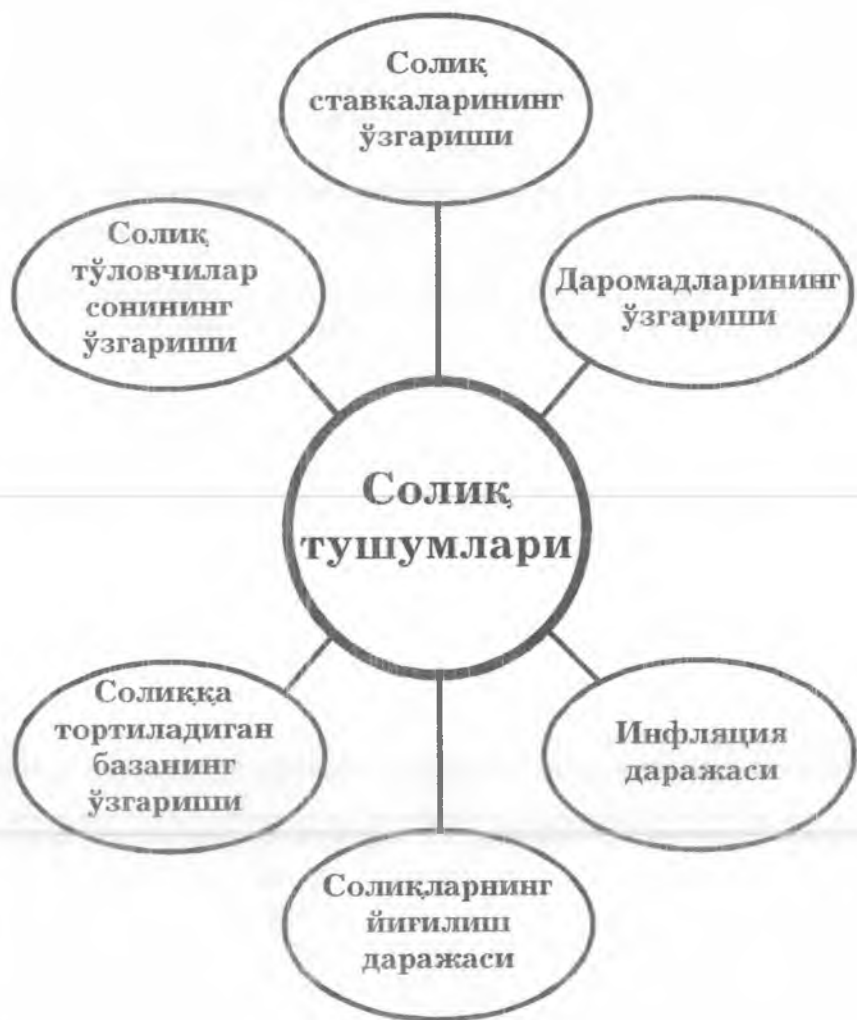 Солиқ
ставкаларининг
ўзгариши
Солиқ
тўловчилар
сонининг
ўзгариши
Даромадларининг
ўзгариши
Солиқ
тушумлари
Солиққа
тортиладиган
базанинг
ўзгариши
Инфляция
даражаси
Солиқларнинг
йиғилиш
даражаси